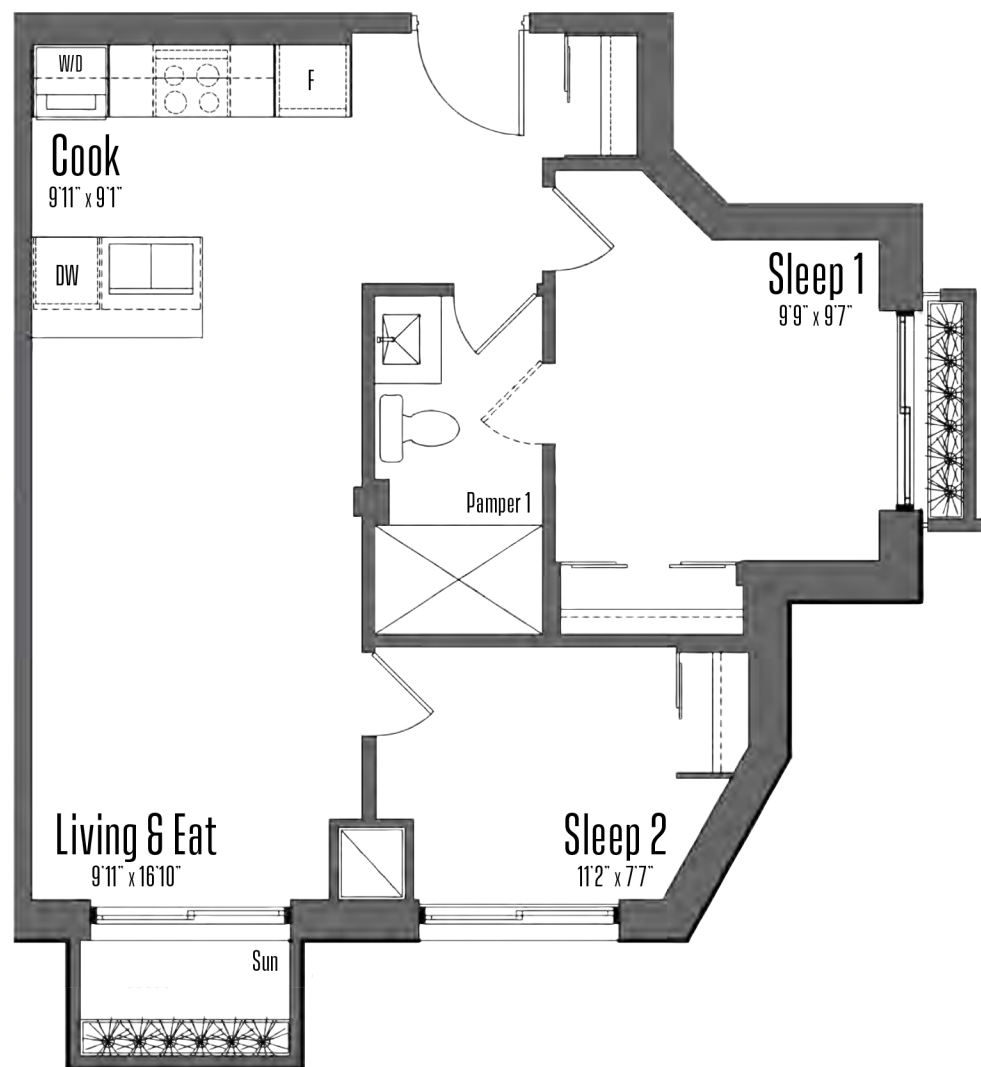 W/D
F
Cook
9'11" x 9'1"
DW
Sleep 1
9'9" x 9'7"
Pamper 1
Living & Eat
9'11" x 16'10"
Sleep 2
11'2" x 7'7"
Sun